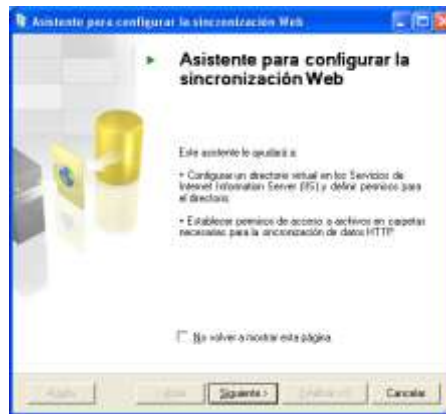 Asistente para configurar la sincronización Web
Asistente para configurar la
sincronización Web
Este asistente le ayudará a:
• Configurar un directorio virtual en los Servicios de
Internet Information Server (IIS) y definir permisos para
el directorio.
• Establecer permisos de acceso a archivos en carpetas
necesarias para la sincronización de datos HTTP.
No volver a mostrar esta página.
Ayuda
Siguiente >
Cancelar